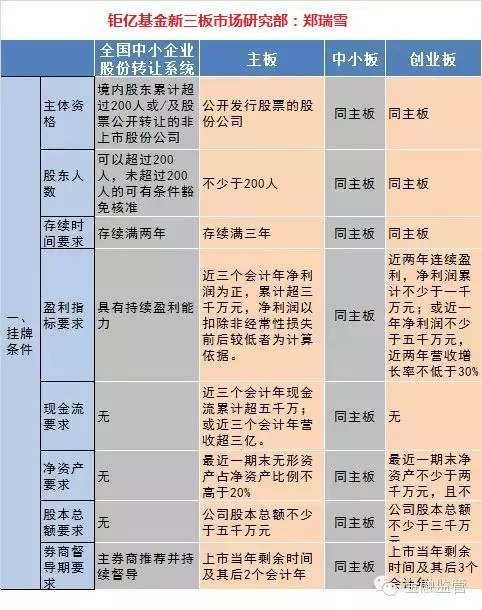 钜亿基金新三板市场研究部：郑瑞雪
全国中小企业
股份转让系统
主板
中小板
创业板
一、
挂牌
条件
主体资格
境内股东累计超
过200人或/及股
票公开转让的非
上市股份公司
公开发行股票的股
份公司
同主板
同主板
股东人数
可以超过200
人，未超过200
人的可有条件豁
免核准
不少于200人
同主板
同主板
存续时间要求
存续满两年
存续满三年
同主板
同主板
盈利指标要求
具有持续盈利能
力
近三个会计年净利
润为正，累计超三
千万元，净利润以
扣除非经常性损失
前后较低者为计算
依据。
同主板
近两年连续盈
利，净利润累
计不少于一千
万元；或近一
年净利润不少
于五千万元，
近两年营收增
长率不低于30%
现金流要求
无
近三个会计年现金
流累计超五千万；
或近三个会计年营
收超三亿。
同主板
无
净资产要求
无
最近一期末无形资
产占净资产比例不
高于20%
同主板
最近一期末净
资产不少于两
千万元，且不
股本总额要求
无
公司股本总额不少
于五千万元
同主板
公司股本总额
不少于三千万
券商督导期要求
主券商推荐并持
续督导
上市当年剩余时间
及其后2个会计年
同主板
上市当年剩余
时间及其后3个
会计年
金融监管